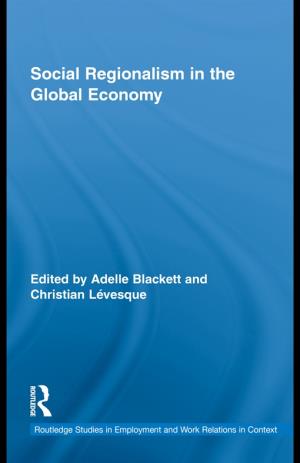 Social Regionalism in the
Global Economy
Edited by Adelle Blackett and
Christian Lévesque
ROUTLEDGE
Routledge Studies in Employment and Work Relations in Context